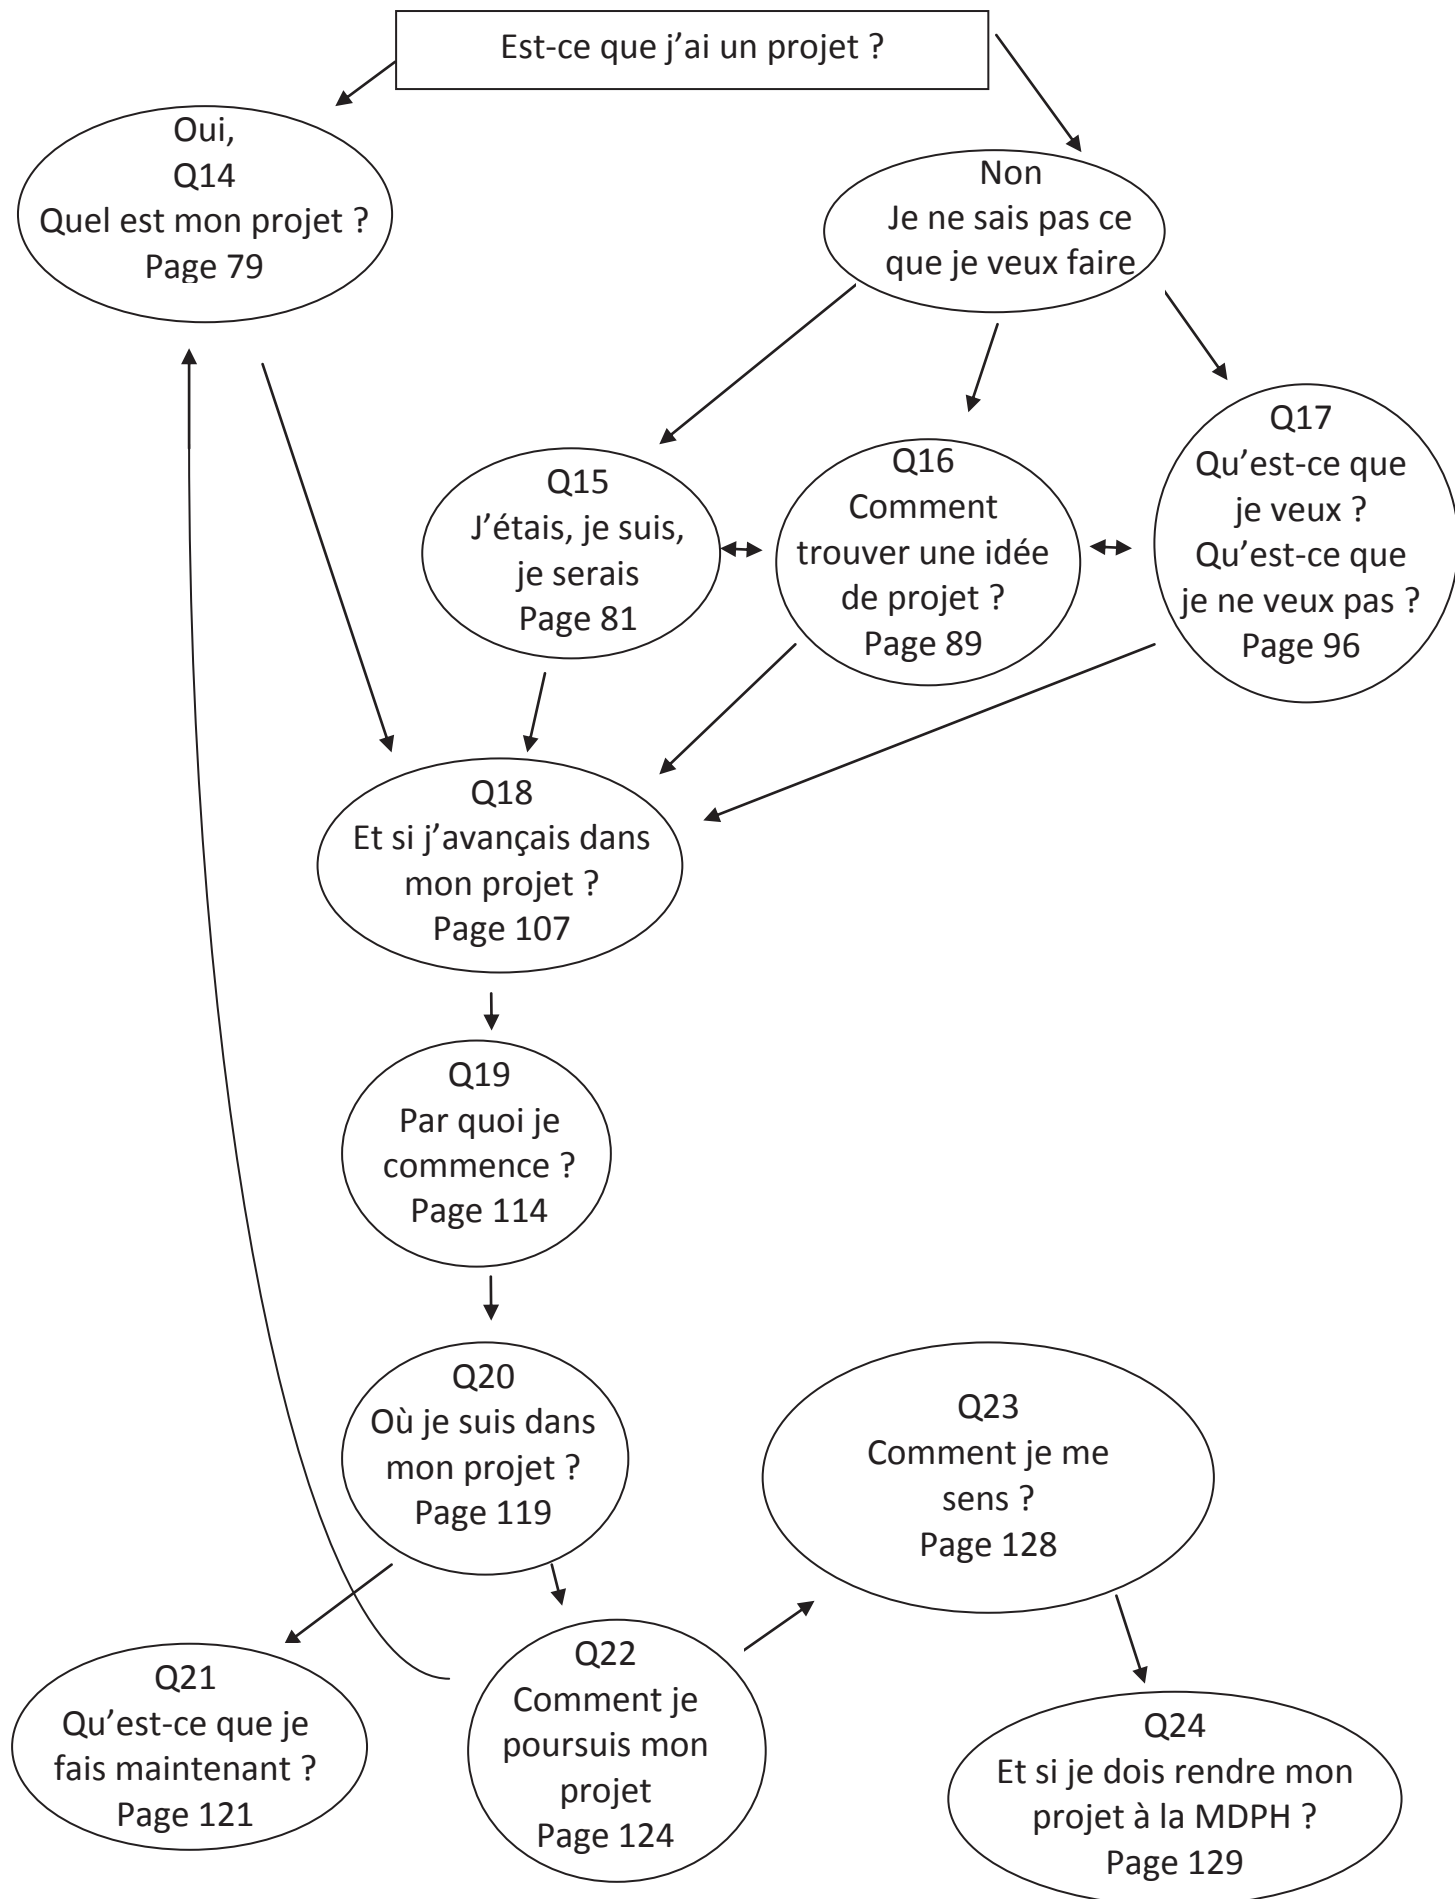 Est-ce que j’ai un projet ?
Oui,
Q14
Quel est mon projet ?
Page 79
Non
Je ne sais pas ce
que je veux faire
Q15
J’étais, je suis,
je serais
Page 81
Q16
Comment
trouver une idée
de projet ?
Page 89
Q17
Qu’est-ce que
je veux ?
Qu’est-ce que
je ne veux pas ?
Page 96
Q18
Et si j’avançais dans
mon projet ?
Page 107
Q19
Par quoi je
commence ?
Page 114
Q20
Où je suis dans
mon projet ?
Page 119
Q21
Qu’est-ce que je
fais maintenant ?
Page 121
Q22
Comment je
poursuis mon
projet
Page 124
Q23
Comment je me
sens ?
Page 128
Q24
Et si je dois rendre mon
projet à la MDPH ?
Page 129